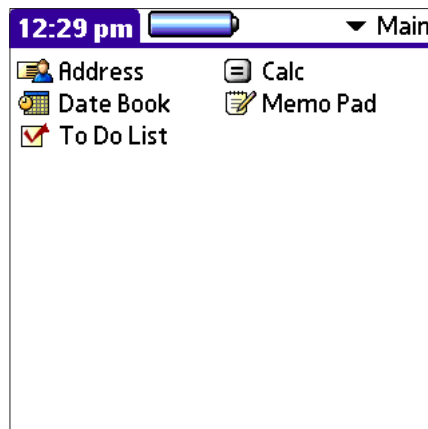 12:29 pm Main
Address Calc
Date Book Memo Pad
To Do List